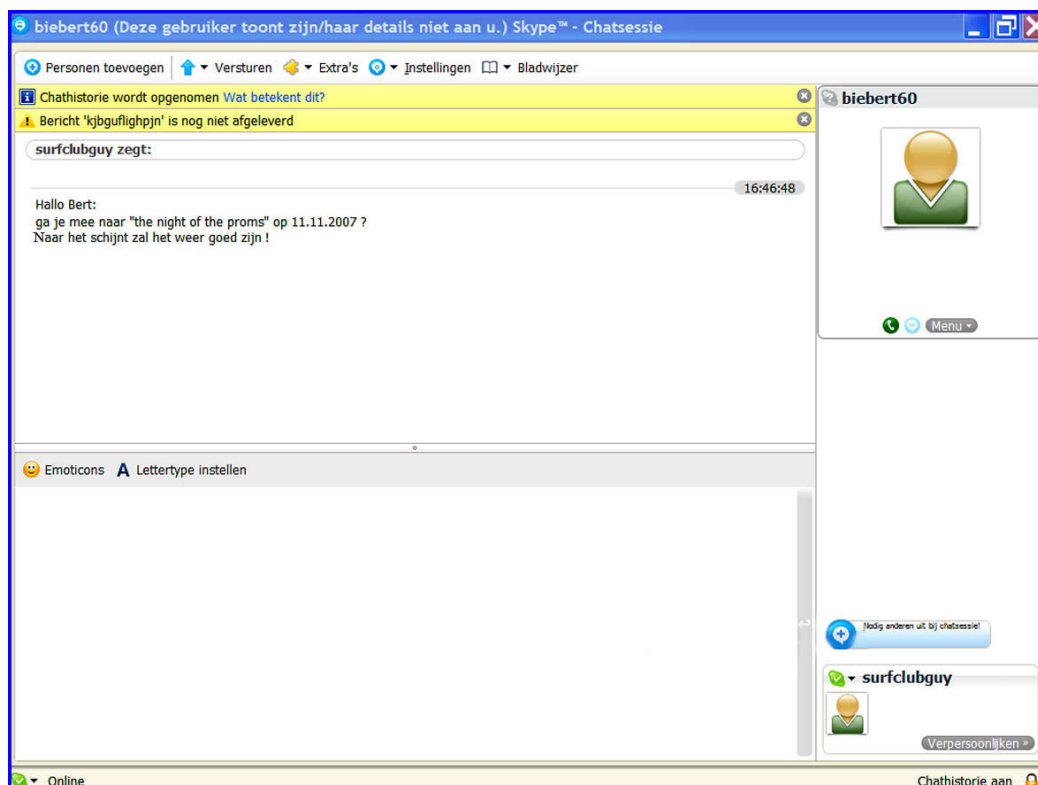 biebert60 (Deze gebruiker toont zijn/haar details niet aan u.) Skype™ - Chatsessie
Personen toevoegen Versturen Extra's Instellingen Bladwijzer
Chathistorie wordt opgenomen Wat betekent dit?
Bericht 'kjbguflighpjn' is nog niet afgeleverd
surfclubguy zegt:
16:46:48
Hallo Bert:
ga je mee naar "the night of the proms" op 11.11.2007 ?
Naar het schijnt zal het weer goed zijn !
Emoticons A Lettertype instellen
biebert60
Menu
Nodig anderen uit bij chatsessie!
surfclubguy
Verpersoonlijken »
Online
Chathistorie aan